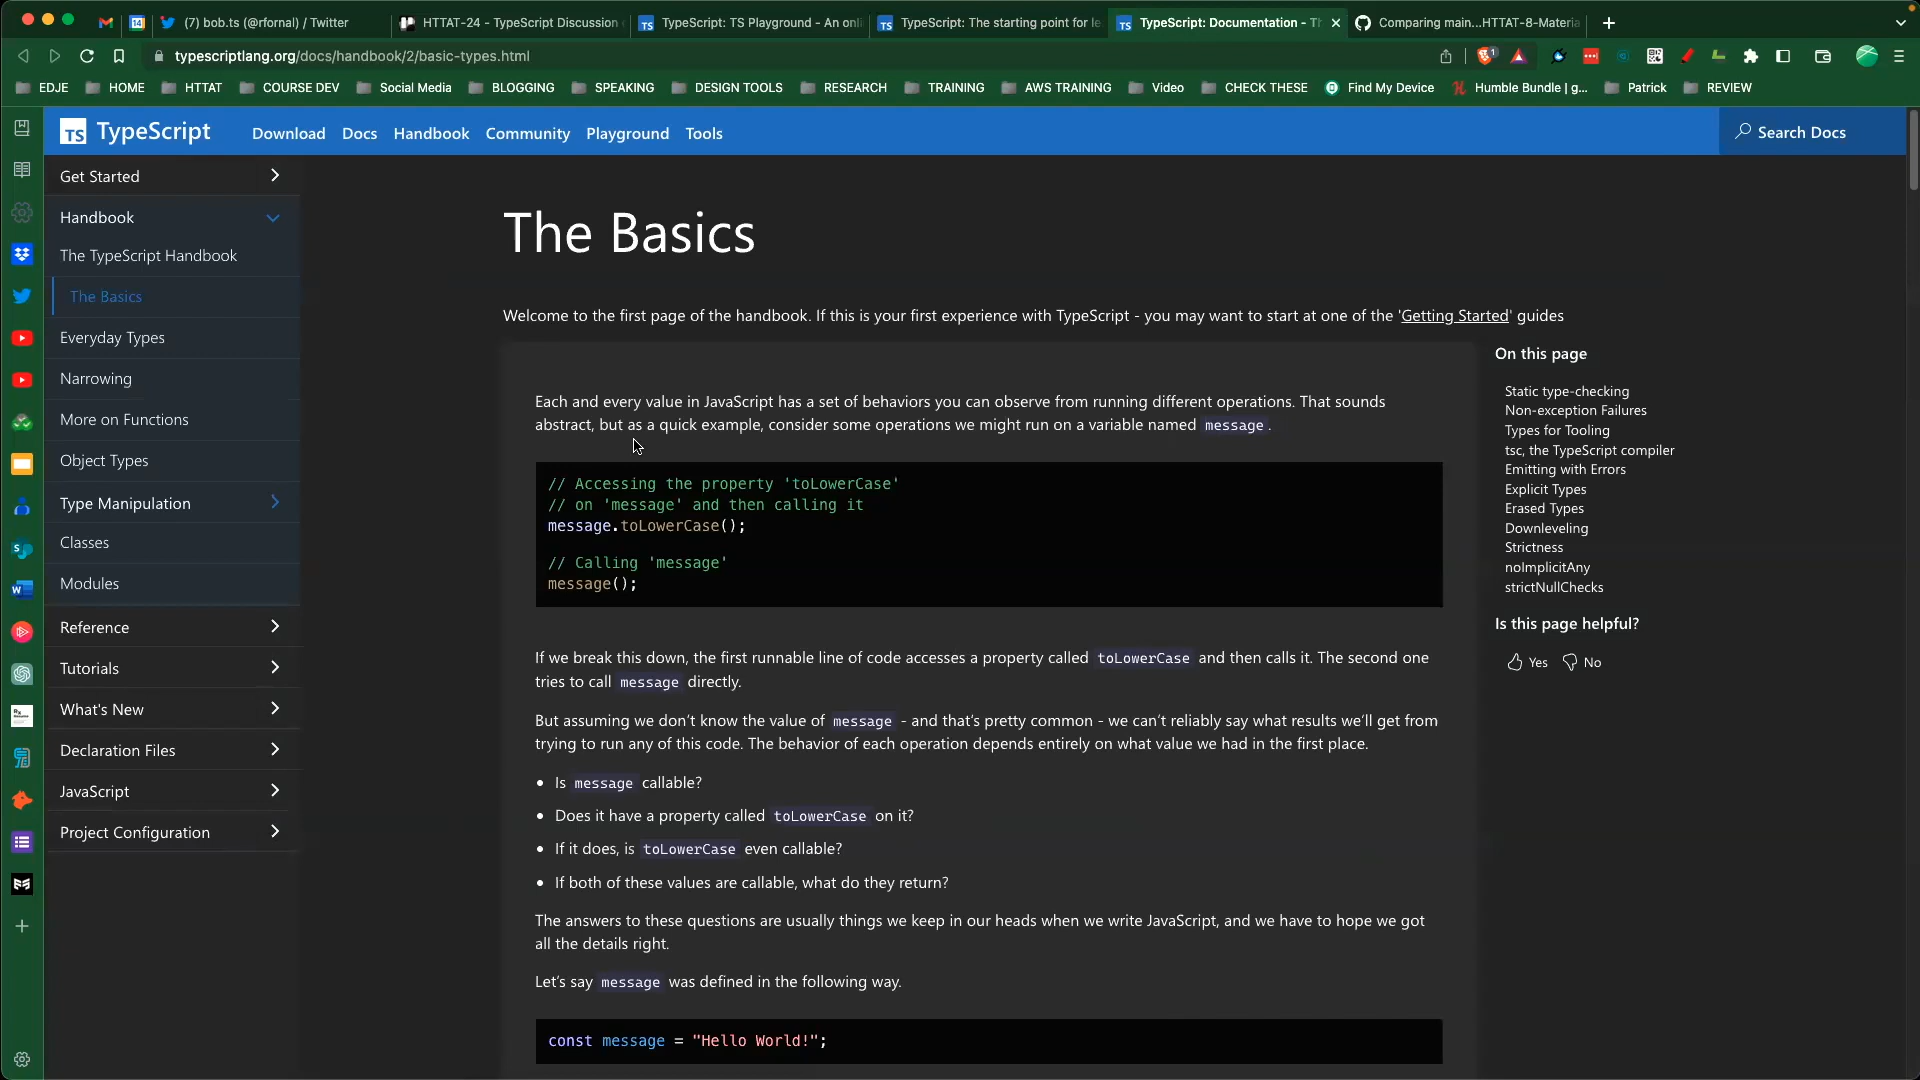 14
(7) bob.ts (@rfornal) / Twitter
HTTAT-24 - TypeScript Discussion
TypeScript: TS Playground - An onli
TypeScript: The starting point for le
TypeScript: Documentation - Th
Comparing main...HTTAT-8-Materia
typescriptlang.org/docs/handbook/2/basic-types.html
1
EDJE
HOME
HTTAT
COURSE DEV
Social Media
BLOGGING
SPEAKING
DESIGN TOOLS
RESEARCH
TRAINING
AWS TRAINING
Video
CHECK THESE
Find My Device
Humble Bundle | g...
Patrick
REVIEW
TS TypeScript
Download
Docs
Handbook
Community
Playground
Tools
Search Docs
Get Started
Handbook
The TypeScript Handbook
The Basics
Everyday Types
Narrowing
More on Functions
Object Types
Type Manipulation
Classes
Modules
Reference
Tutorials
What's New
Declaration Files
JavaScript
Project Configuration
The Basics
Welcome to the first page of the handbook. If this is your first experience with TypeScript - you may want to start at one of the 'Getting Started' guides
Each and every value in JavaScript has a set of behaviors you can observe from running different operations. That sounds
abstract, but as a quick example, consider some operations we might run on a variable named message.
// Accessing the property 'toLowerCase'
// on 'message' and then calling it
message.toLowerCase();
// Calling 'message'
message();
If we break this down, the first runnable line of code accesses a property called toLowerCase and then calls it. The second one
tries to call message directly.
But assuming we don't know the value of message - and that's pretty common - we can't reliably say what results we'll get from
trying to run any of this code. The behavior of each operation depends entirely on what value we had in the first place.
• Is message callable?
• Does it have a property called toLowerCase on it?
• If it does, is toLowerCase even callable?
• If both of these values are callable, what do they return?
The answers to these questions are usually things we keep in our heads when we write JavaScript, and we have to hope we got
all the details right.
Let's say message was defined in the following way.
const message = "Hello World!";
On this page
Static type-checking
Non-exception Failures
Types for Tooling
tsc, the TypeScript compiler
Emitting with Errors
Explicit Types
Erased Types
Downleveling
Strictness
noImplicitAny
strictNullChecks
Is this page helpful?
Yes
No